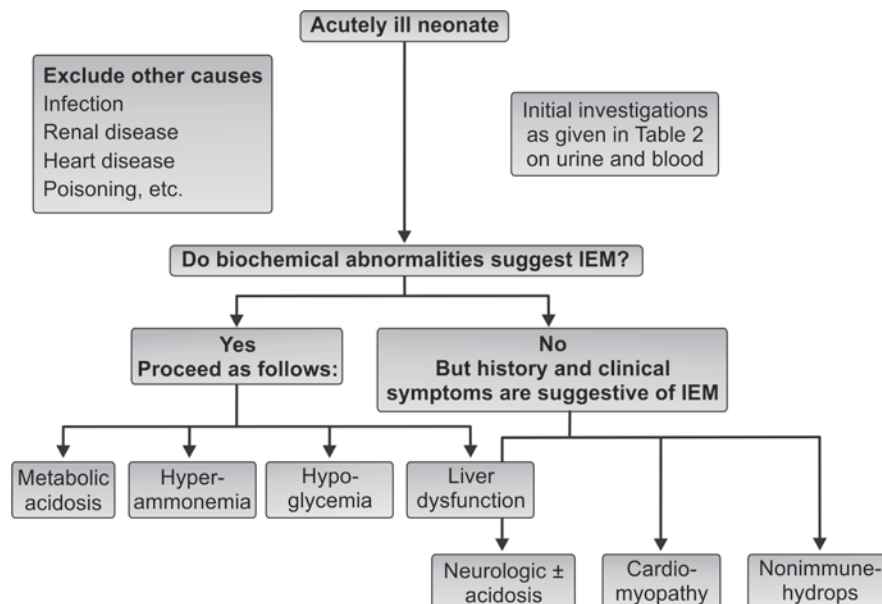 Acutely ill neonate
Exclude other causes
Infection
Renal disease
Heart disease
Poisoning, etc.
Initial investigations
as given in Table 2
on urine and blood
Do biochemical abnormalities suggest IEM?
Yes
Proceed as follows:
No
But history and clinical
symptoms are suggestive of IEM
Metabolic
acidosis
Hyper-
ammonemia
Hypo-
glycemia
Liver
dysfunction
Neurologic ±
acidosis
Cardio-
myopathy
Nonimmune-
hydrops